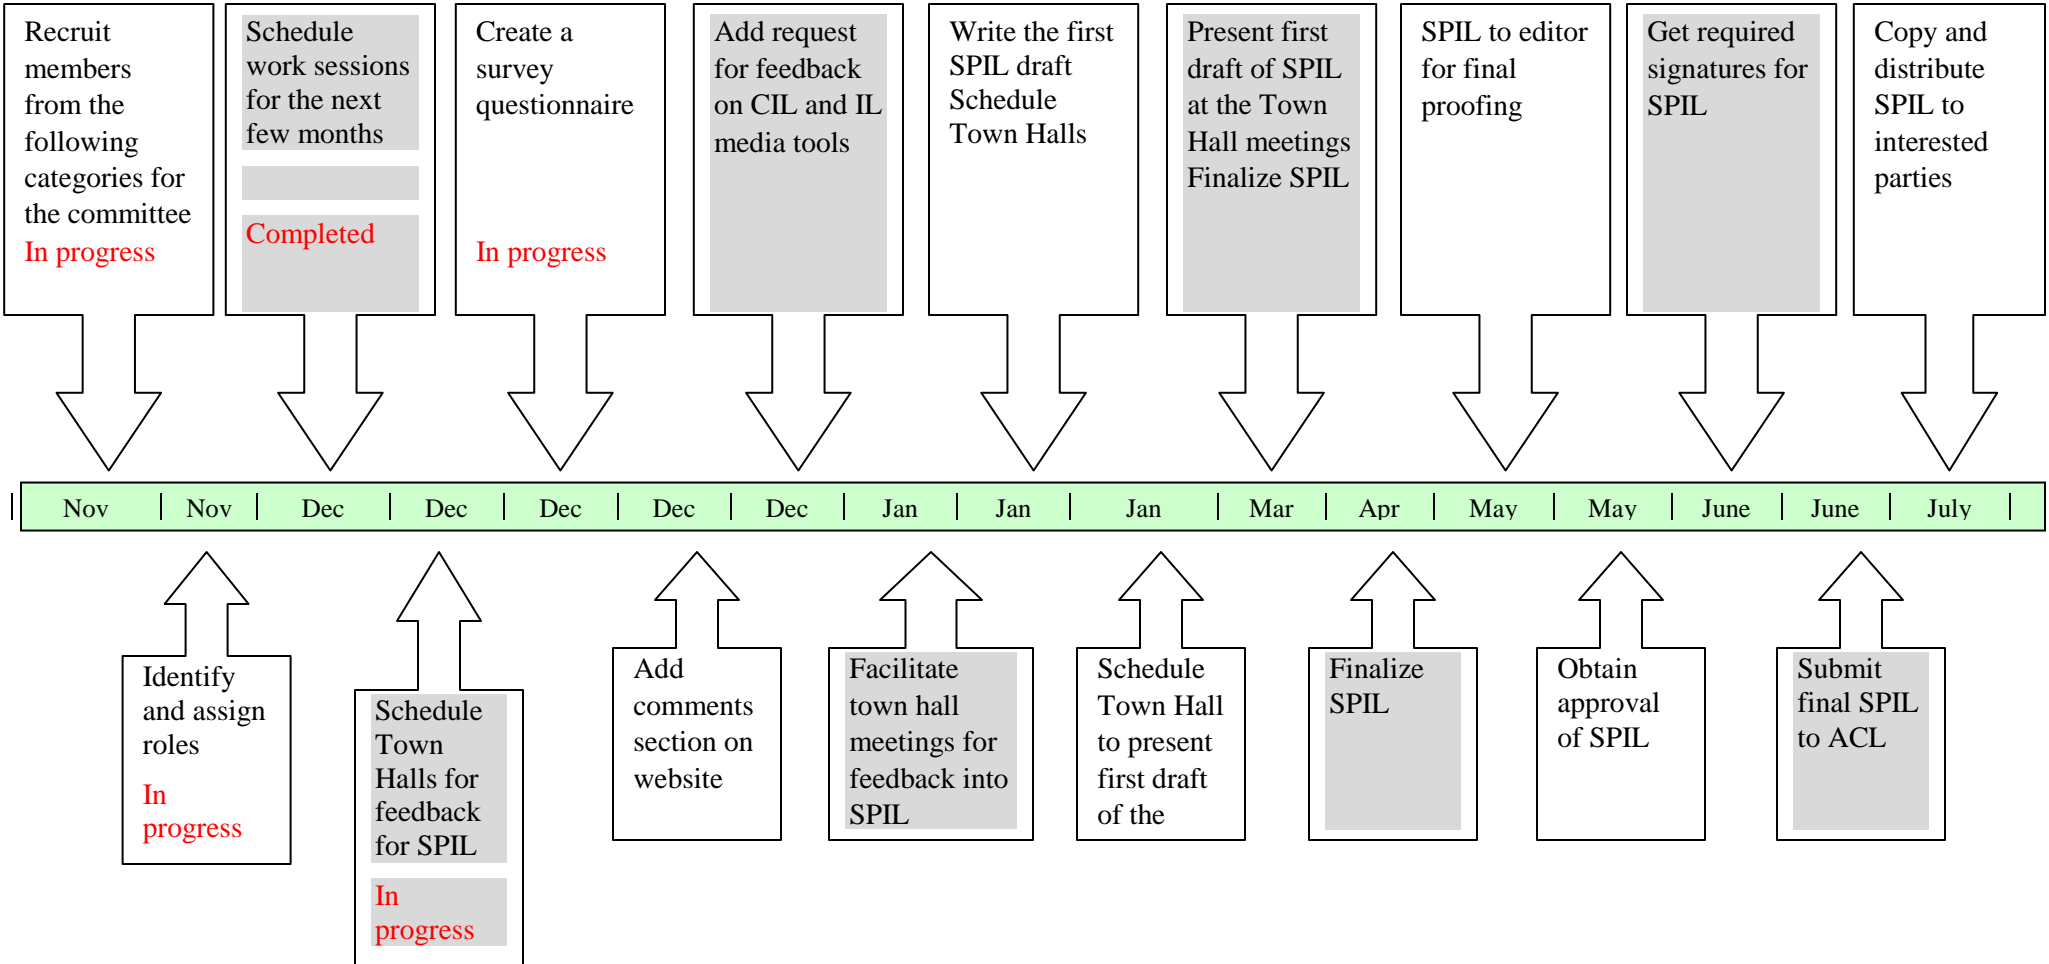 Recruit
members
from the
following
categories for
the committee
In progress
Schedule
work sessions
for the next
few months
Completed
Create a
survey
questionnaire
In progress
Add request
for feedback
on CIL and IL
media tools
Write the first
SPIL draft
Schedule
Town Halls
Present first
draft of SPIL
at the Town
Hall meetings
Finalize SPIL
SPIL to editor
for final
proofing
Get required
signatures for
SPIL
Copy and
distribute
SPIL to
interested
parties
Nov Nov Dec Dec Dec Dec Dec Jan Jan Jan Mar Apr May May June June July
Identify
and assign
roles
In
progress
Schedule
Town
Halls for
feedback
for SPIL
In
progress
Add
comments
section on
website
Facilitate
town hall
meetings for
feedback into
SPIL
Schedule
Town Hall
to present
first draft
of the
Finalize
SPIL
Obtain
approval
of SPIL
Submit
final SPIL
to ACL